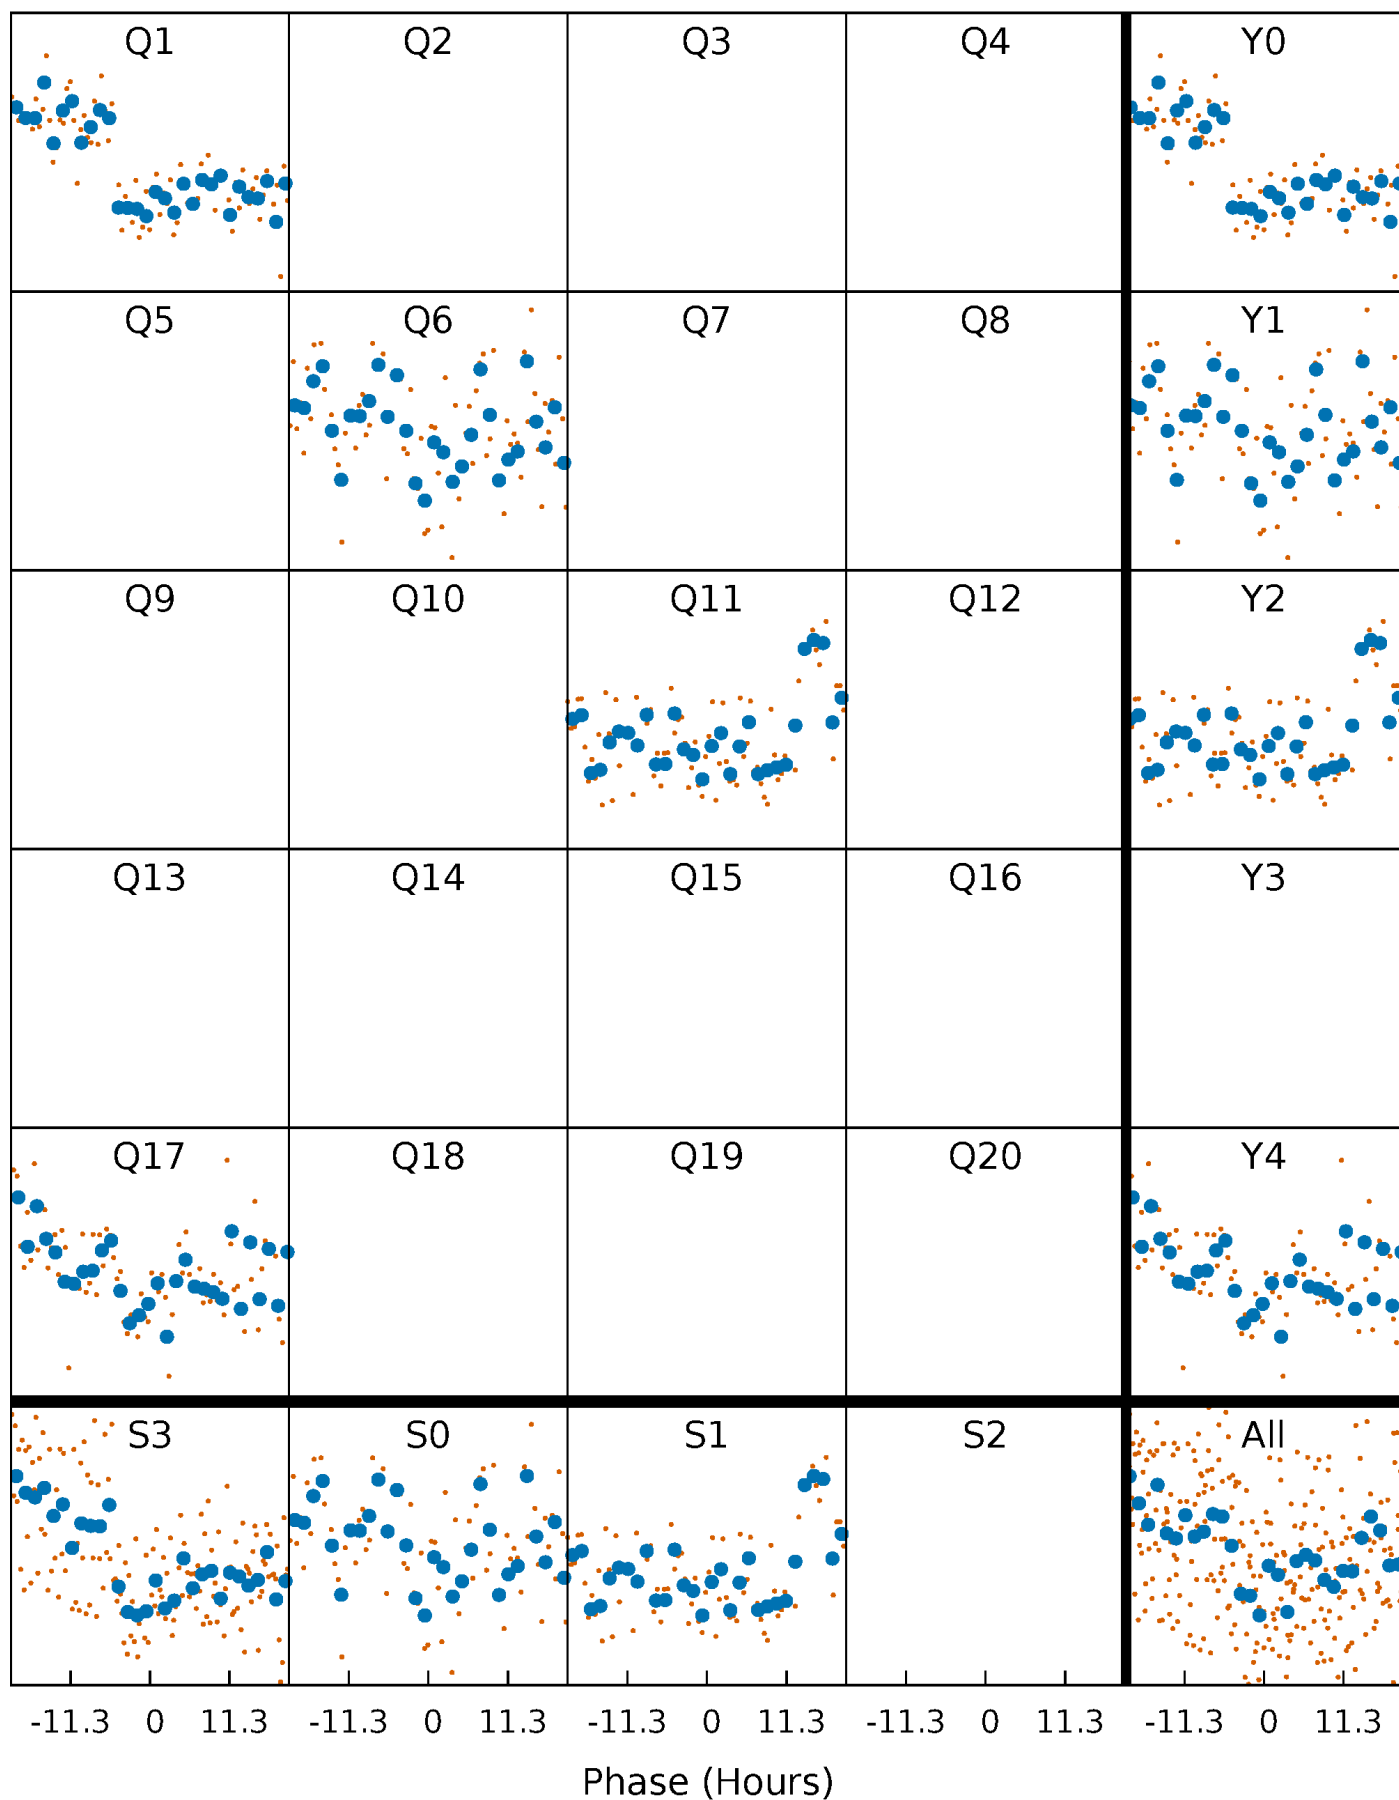 Q1 Q2 Q3 Q4 Y0
Q5 Q6 Q7 Q8 Y1
Q9 Q10 Q11 Q12 Y2
Q13 Q14 Q15 Q16 Y3
Q17 Q18 Q19 Q20 Y4
S3 S0 S1 S2 All
-11.3 0 11.3 -11.3 0 11.3 -11.3 0 11.3 -11.3 0 11.3 -11.3 0 11.3
Phase (Hours)